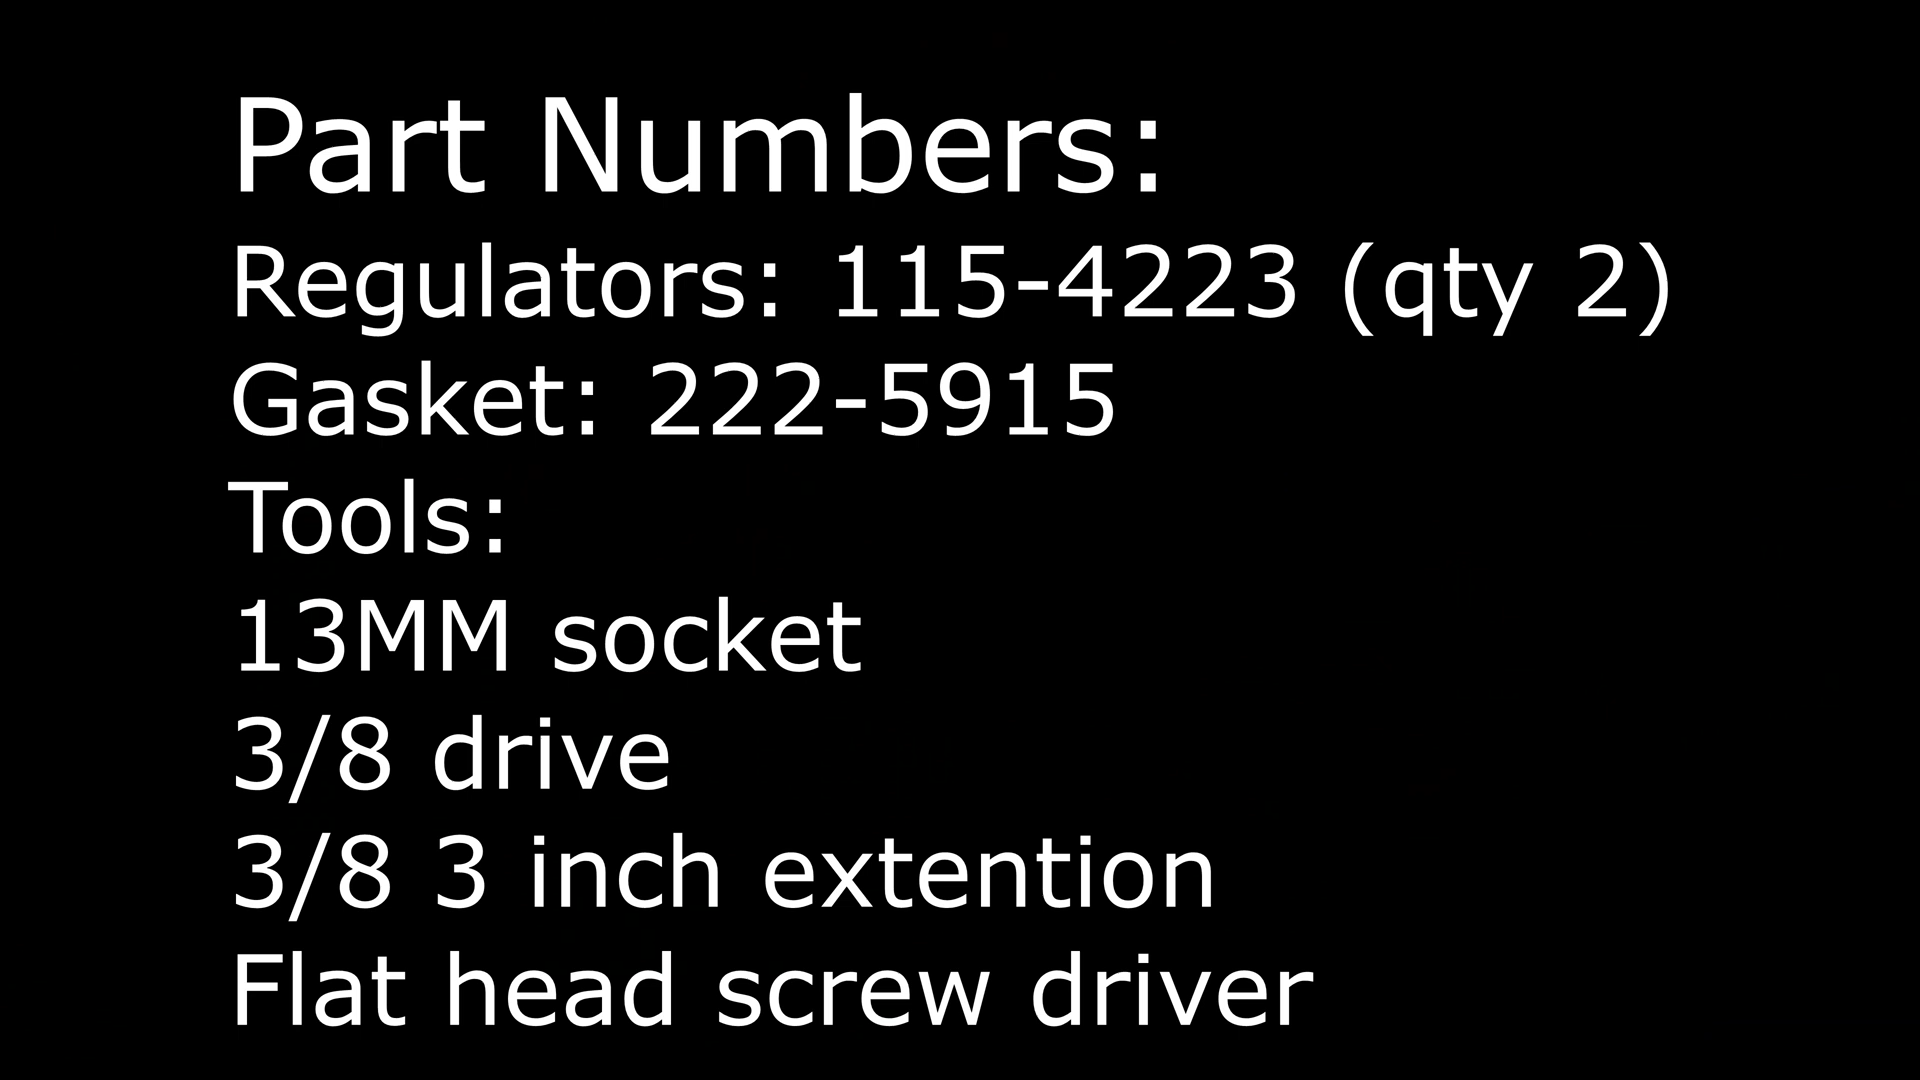 Part Numbers:
Regulators: 115-4223 (qty 2)
Gasket: 222-5915
Tools:
13MM socket
3/8 drive
3/8 3 inch extention
Flat head screw driver